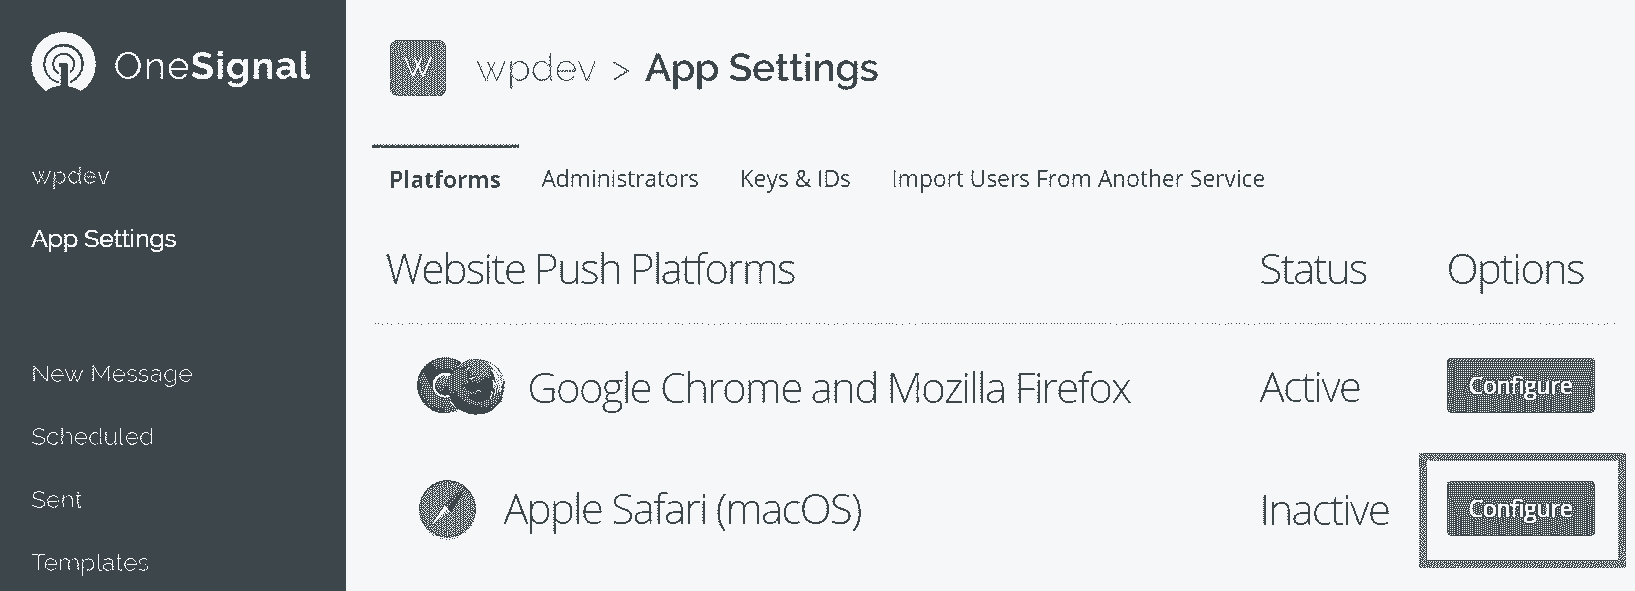 OneSignal
wpdev
App Settings
New Message
Scheduled
Sent
Templates
W
wpdev > App Settings
Platforms Administrators Keys & IDs Import Users From Another Service
Website Push Platforms Status Options
Google Chrome and Mozilla Firefox Active Configure
Apple Safari (macOS) Inactive Configure